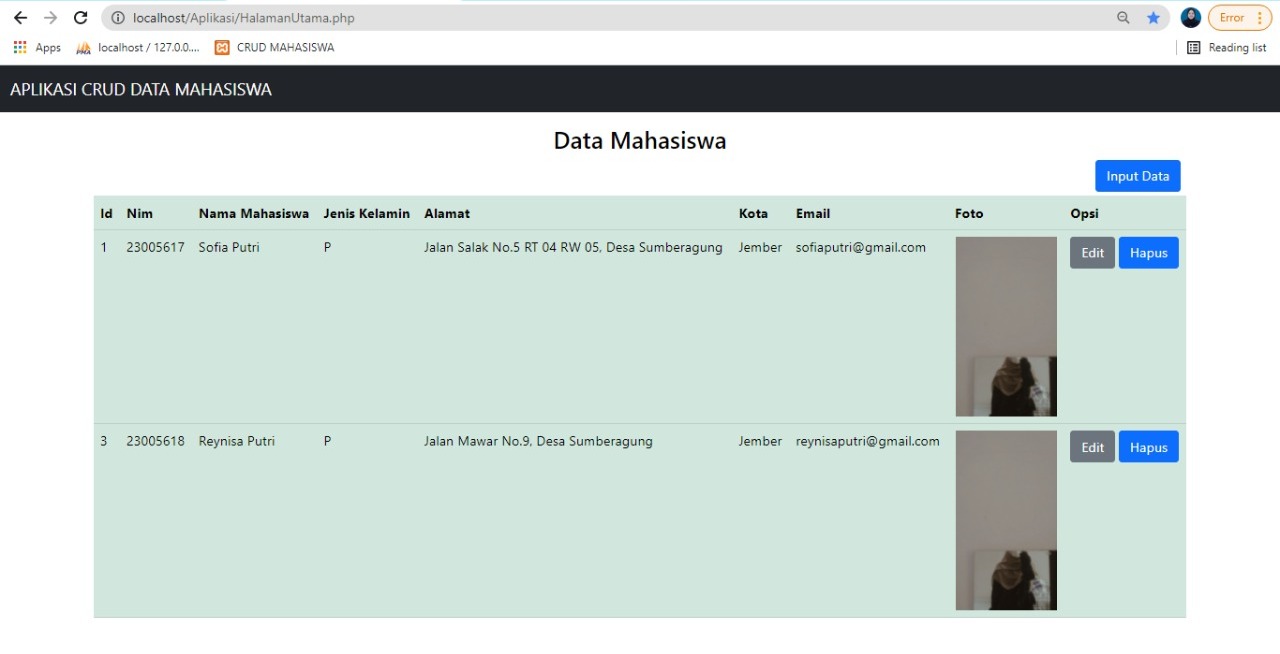 localhost/Aplikasi/HalamanUtama.php
Error
Apps localhost / 127.0.0.... CRUD MAHASISWA Reading list
APLIKASI CRUD DATA MAHASISWA
Data Mahasiswa
Input Data
Id Nim Nama Mahasiswa Jenis Kelamin Alamat Kota Email Foto Opsi
1 23005617 Sofia Putri P Jalan Salak No.5 RT 04 RW 05, Desa Sumberagung Jember sofiaputri@gmail.com Edit Hapus
3 23005618 Reynisa Putri P Jalan Mawar No.9, Desa Sumberagung Jember reynisaputri@gmail.com Edit Hapus